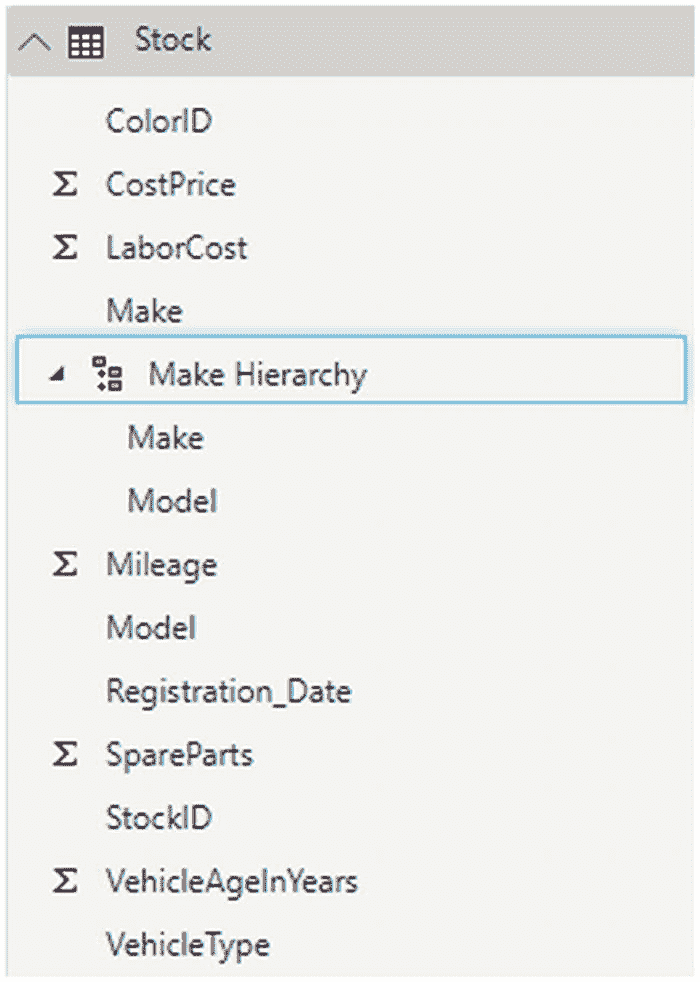 Stock
ColorID
Σ CostPrice
Σ LaborCost
Make
Make Hierarchy
Make
Model
Σ Mileage
Model
Registration_Date
Σ SpareParts
StockID
Σ VehicleAgeInYears
VehicleType